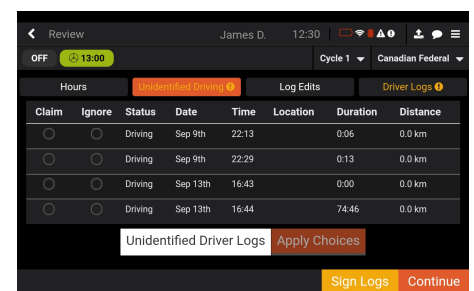 Review James D. 12:30
OFF 13:00 Cycle 1 Canadian Federal
Hours Unidentified Driving Log Edits Driver Logs
Claim Ignore Status Date Time Location Duration Distance
Driving Sep 9th 22:13 0:06 0.0 km
Driving Sep 9th 22:29 0:13 0.0 km
Driving Sep 13th 16:43 0:00 0.0 km
Driving Sep 13th 16:44 74:46 0.0 km
Unidentified Driver Logs Apply Choices
Sign Logs Continue